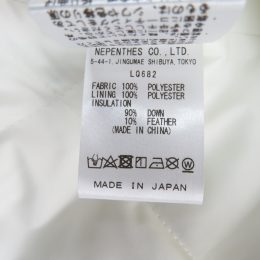 NEPENTHES CO., LTD.
5-44-1, JINGUMAE SHIBUYA, TOKYO
LQ682
FABRIC 100% POLYESTER
LINING 100% POLYESTER
INSULATION
90% DOWN
10% FEATHER
(MADE IN CHINA)
MADE IN JAPAN